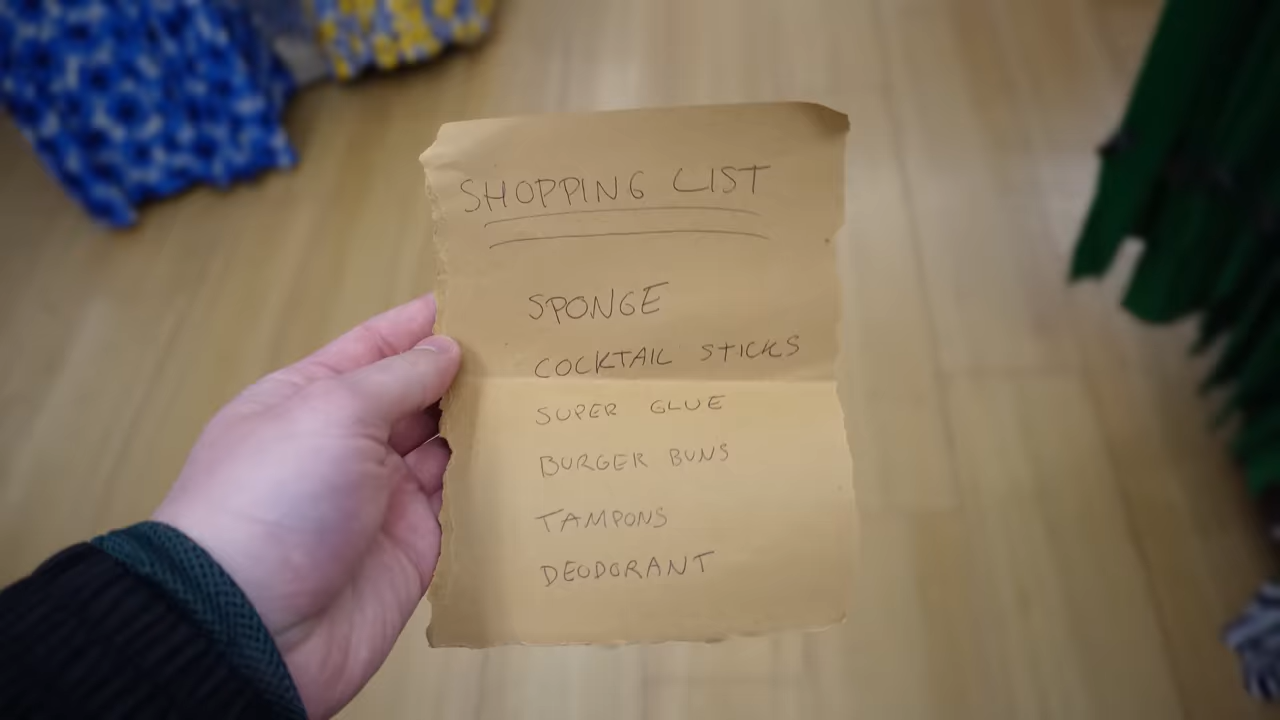 SHOPPING LIST
SPONGE
COCKTAIL STICKS
SUPER GLUE
BURGER BUNS
TAMPONS
DEODORANT